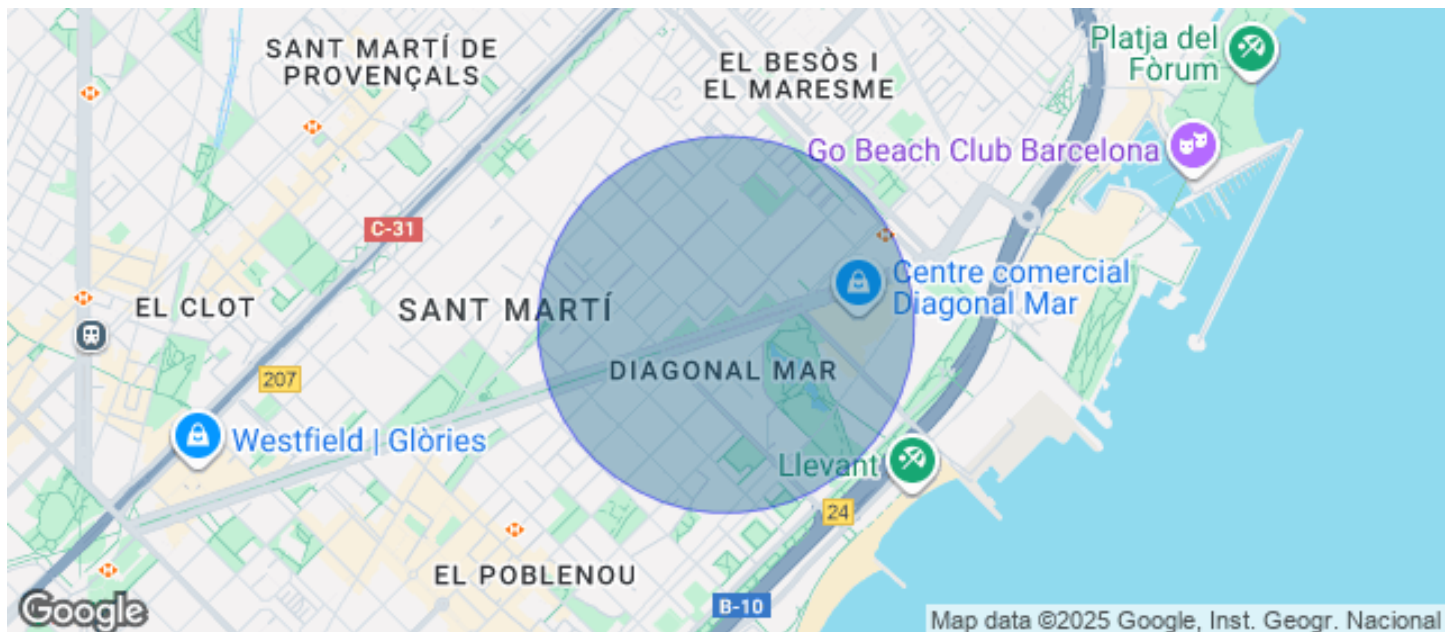 SANT MARTÍ DE
PROVENÇALS
EL BESÒS I
EL MARESME
Platja del
Fòrum
Go Beach Club Barcelona
C-31
Centre comercial
Diagonal Mar
EL CLOT
SANT MARTÍ
DIAGONAL MAR
207
Westfield | Glòries
Llevant
24
EL POBLENOU
B-10
Google
Map data ©2025 Google, Inst. Geogr. Nacional